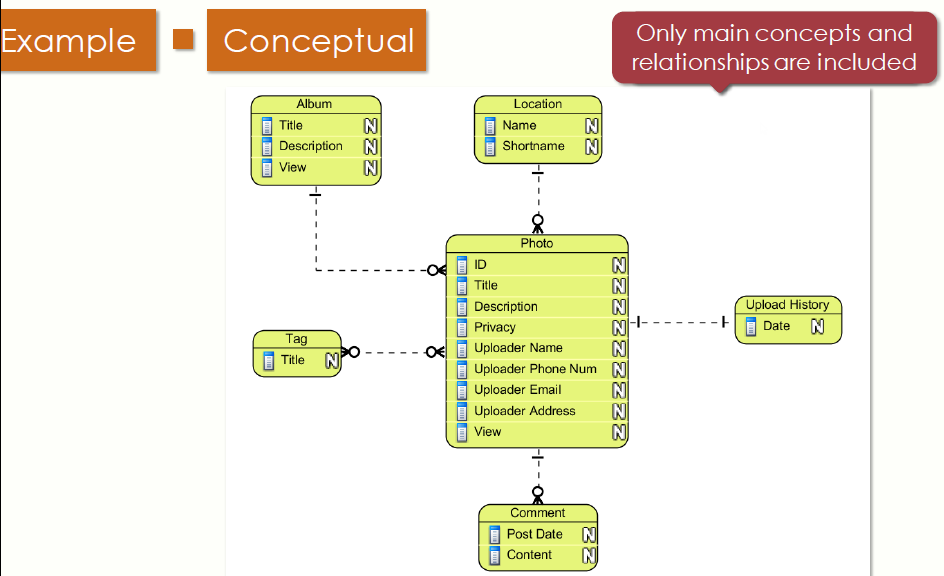 Example
Conceptual
Only main concepts and
relationships are included
Album
Title N
Description N
View N
Location
Name N
Shortname N
Photo
ID N
Title N
Description N
Privacy N
Uploader Name N
Uploader Phone Num N
Uploader Email N
Uploader Address N
View N
Upload History
Date N
Tag
Title N
Comment
Post Date N
Content N